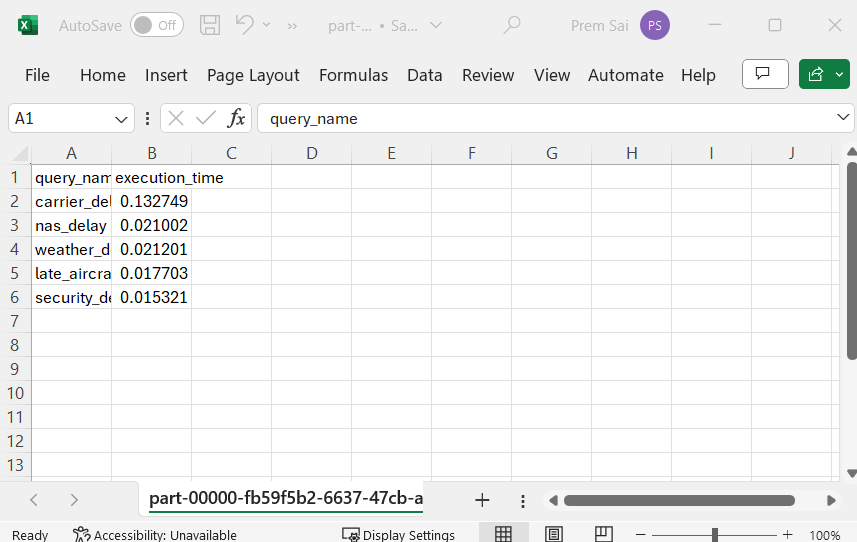 AutoSave Off part-... • Sa... Prem Sai PS
File Home Insert Page Layout Formulas Data Review View Automate Help
A1 fx query_name
A B C D E F G H I J
1 query_nam execution_time
2 carrier_del 0.132749
3 nas_delay 0.021002
4 weather_d 0.021201
5 late_aircra 0.017703
6 security_de 0.015321
7
8
9
10
11
12
13
part-00000-fb59f5b2-6637-47cb-a
Ready Accessibility: Unavailable Display Settings 100%